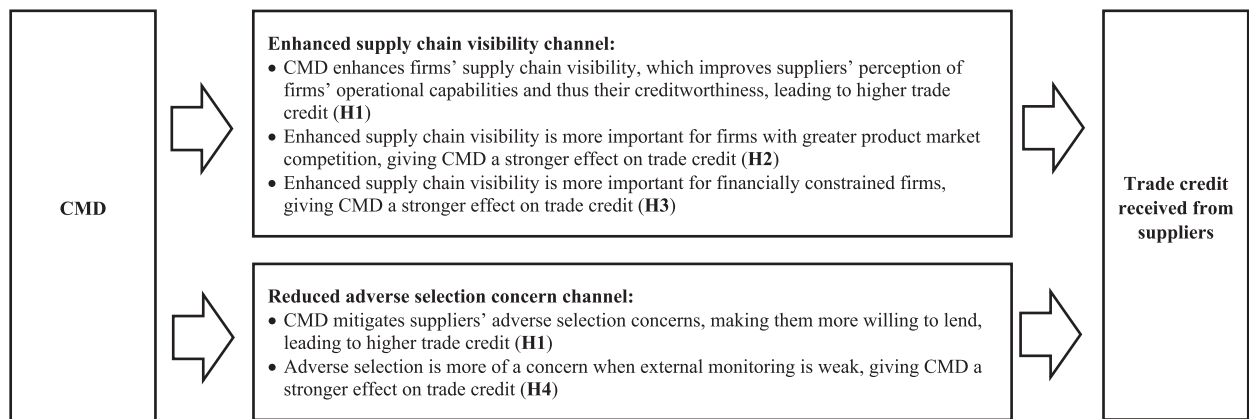 CMD
Enhanced supply chain visibility channel:
• CMD enhances firms' supply chain visibility, which improves suppliers' perception of
firms' operational capabilities and thus their creditworthiness, leading to higher trade
credit (H1)
• Enhanced supply chain visibility is more important for firms with greater product market
competition, giving CMD a stronger effect on trade credit (H2)
• Enhanced supply chain visibility is more important for financially constrained firms,
giving CMD a stronger effect on trade credit (H3)
Reduced adverse selection concern channel:
• CMD mitigates suppliers' adverse selection concerns, making them more willing to lend,
leading to higher trade credit (H1)
• Adverse selection is more of a concern when external monitoring is weak, giving CMD a
stronger effect on trade credit (H4)
Trade credit
received from
suppliers